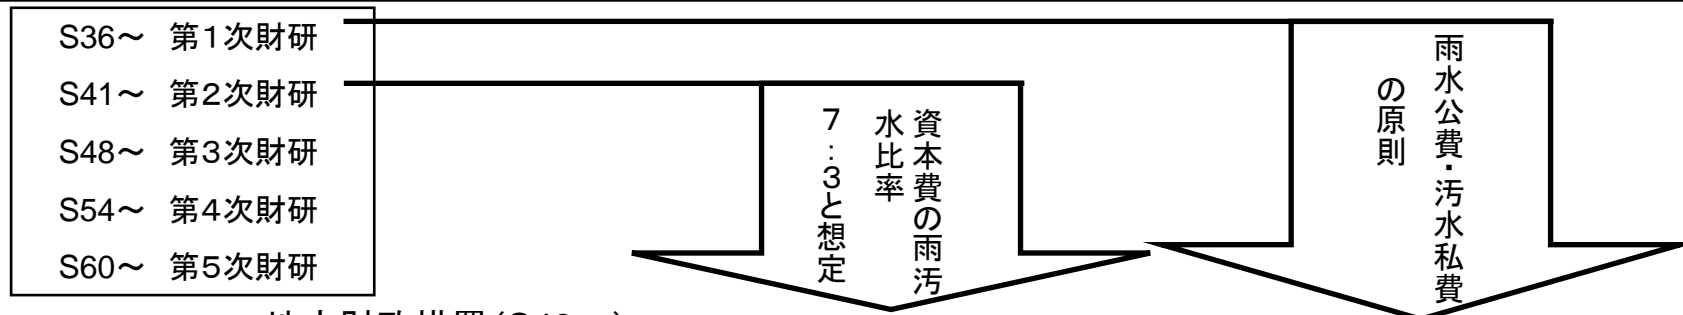 S36～ 第1次財研
S41～ 第2次財研
S48～ 第3次財研
S54～ 第4次財研
S60～ 第5次財研
資本費の雨汚
水比率
7：3と想定
雨水公費・汚水私費
の原則